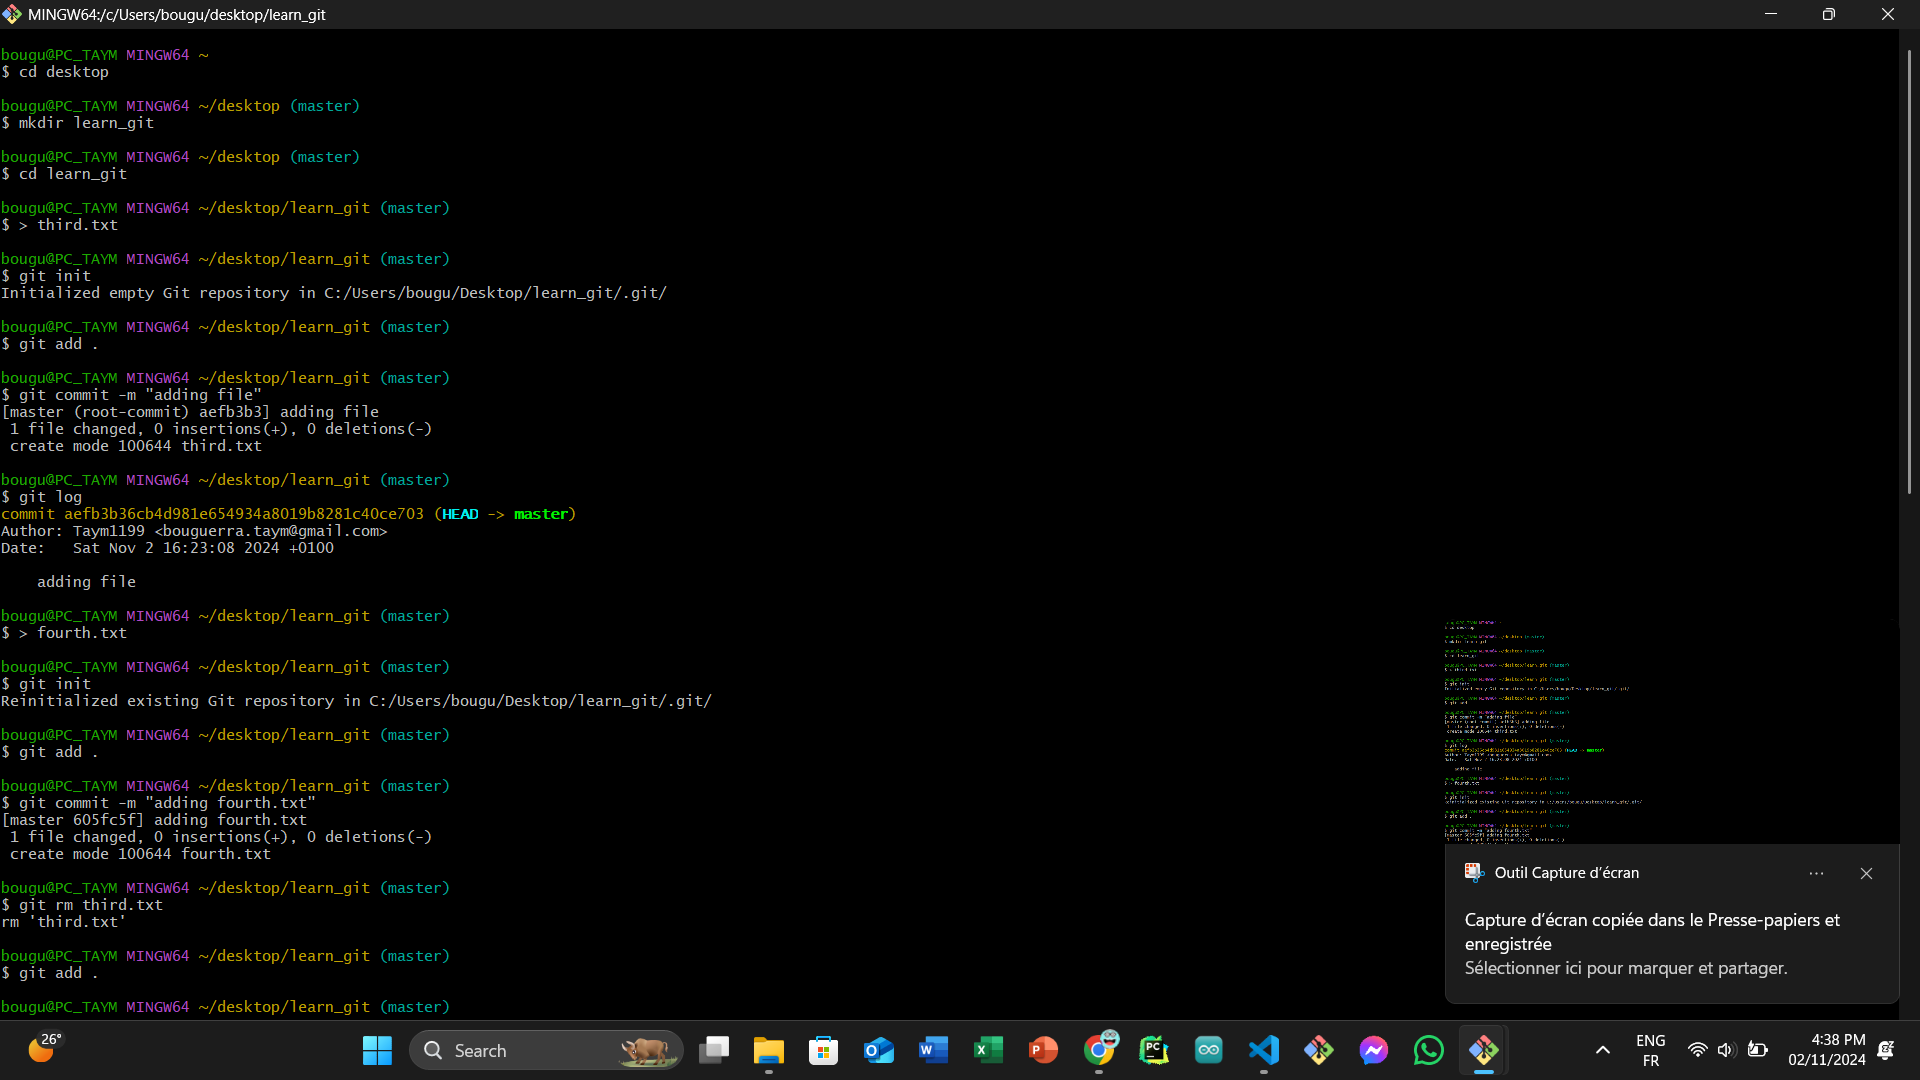 MINGW64:/c/Users/bougu/desktop/learn_git
bougu@PC_TAYM MINGW64 ~
$ cd desktop
bougu@PC_TAYM MINGW64 ~/desktop (master)
$ mkdir learn_git
bougu@PC_TAYM MINGW64 ~/desktop (master)
$ cd learn_git
bougu@PC_TAYM MINGW64 ~/desktop/learn_git (master)
$ > third.txt
bougu@PC_TAYM MINGW64 ~/desktop/learn_git (master)
$ git init
Initialized empty Git repository in C:/Users/bougu/Desktop/learn_git/.git/
bougu@PC_TAYM MINGW64 ~/desktop/learn_git (master)
$ git add .
bougu@PC_TAYM MINGW64 ~/desktop/learn_git (master)
$ git commit -m "adding file"
[master (root-commit) aefb3b3] adding file
1 file changed, 0 insertions(+), 0 deletions(-)
create mode 100644 third.txt
bougu@PC_TAYM MINGW64 ~/desktop/learn_git (master)
$ git log
commit aefb3b36cb4d981e654934a8019b8281c40ce703 (HEAD -> master)
Author: Taym1199 <bouguerra.taym@gmail.com>
Date:   Sat Nov 2 16:23:08 2024 +0100
adding file
bougu@PC_TAYM MINGW64 ~/desktop/learn_git (master)
$ > fourth.txt
bougu@PC_TAYM MINGW64 ~/desktop/learn_git (master)
$ git init
Reinitialized existing Git repository in C:/Users/bougu/Desktop/learn_git/.git/
bougu@PC_TAYM MINGW64 ~/desktop/learn_git (master)
$ git add .
bougu@PC_TAYM MINGW64 ~/desktop/learn_git (master)
$ git commit -m "adding fourth.txt"
[master 605fc5f] adding fourth.txt
1 file changed, 0 insertions(+), 0 deletions(-)
create mode 100644 fourth.txt
bougu@PC_TAYM MINGW64 ~/desktop/learn_git (master)
$ git rm third.txt
rm 'third.txt'
bougu@PC_TAYM MINGW64 ~/desktop/learn_git (master)
$ git add .
bougu@PC_TAYM MINGW64 ~/desktop/learn_git (master)
Outil Capture d'écran
Capture d'écran copiée dans le Presse-papiers et
enregistrée
Sélectionner ici pour marquer et partager.
26°
Search
PC
ENG
FR
4:38 PM
02/11/2024